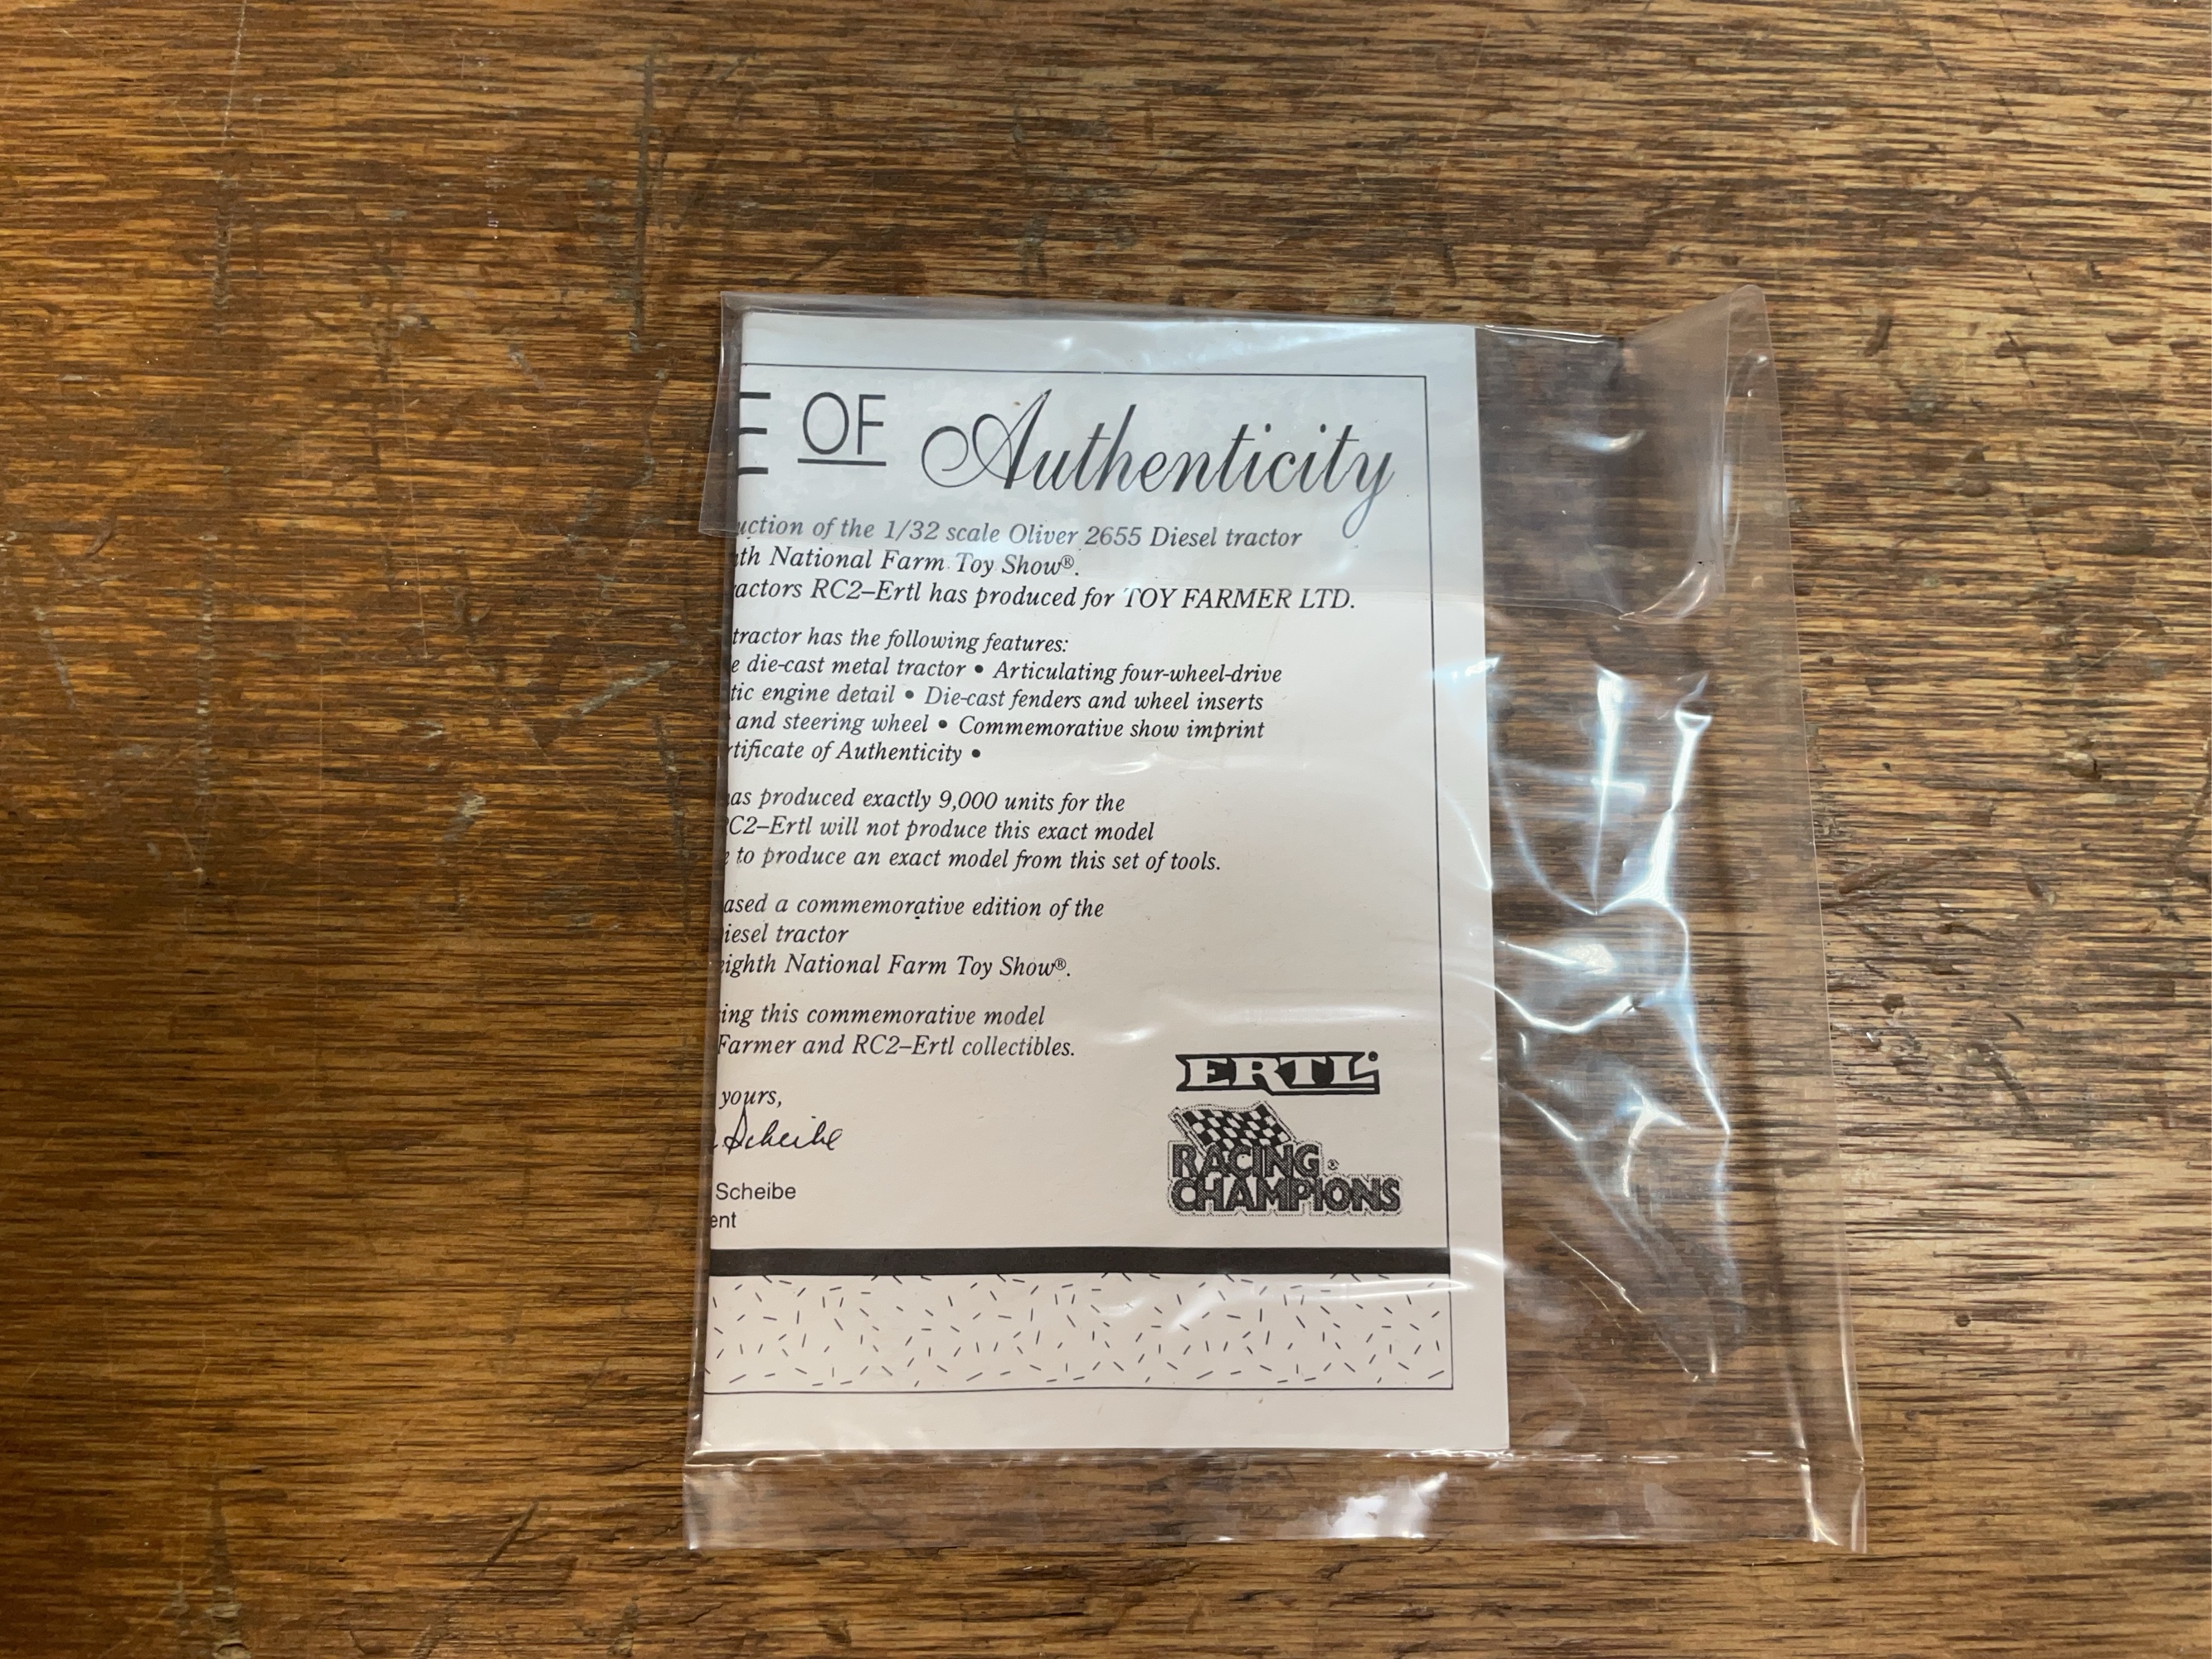 E OF Authenticity
uction of the 1/32 scale Oliver 2655 Diesel tractor
th National Farm Toy Show®.
ractors RC2–Ertl has produced for TOY FARMER LTD.
tractor has the following features:
e die-cast metal tractor • Articulating four-wheel-drive
tic engine detail • Die-cast fenders and wheel inserts
and steering wheel • Commemorative show imprint
rtificate of Authenticity •
as produced exactly 9,000 units for the
RC2–Ertl will not produce this exact model
e to produce an exact model from this set of tools.
ased a commemorative edition of the
iesel tractor
eighth National Farm Toy Show®.
ing this commemorative model
Farmer and RC2–Ertl collectibles.
yours,
Scheibe
Scheibe
ent
ERTL®
RACING®
CHAMPIONS